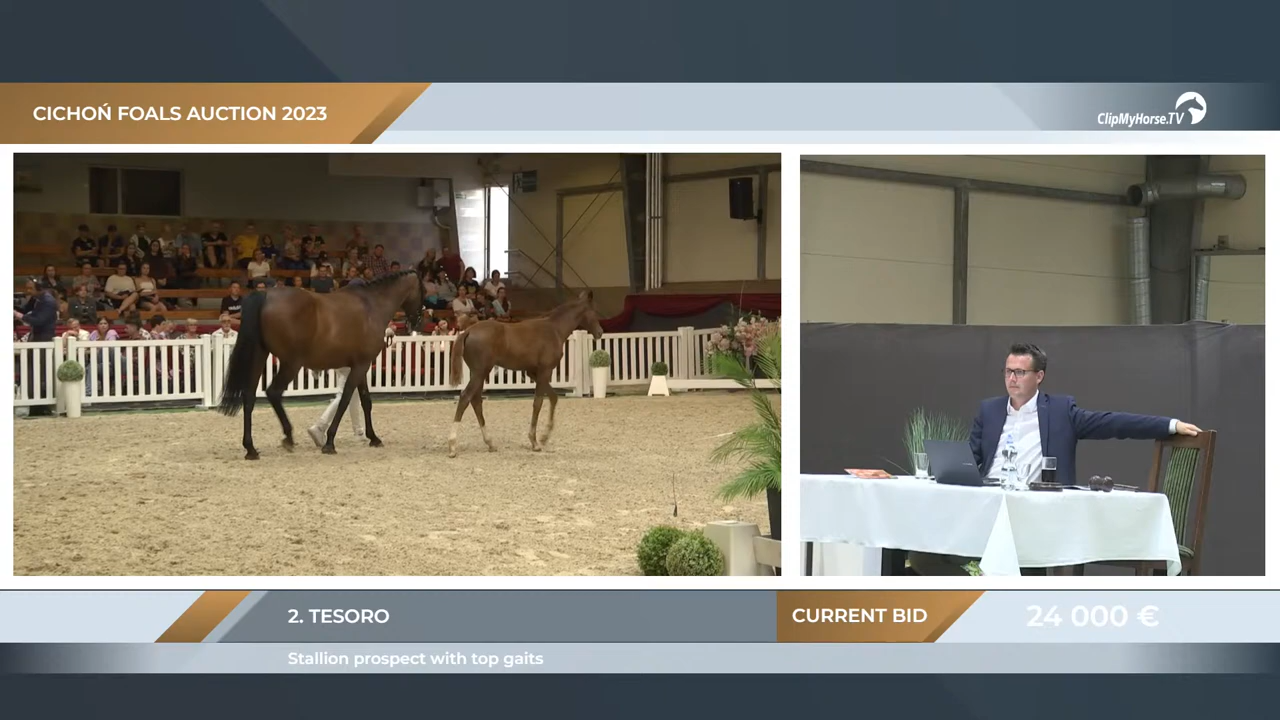 CICHOŃ FOALS AUCTION 2023
ClipMyHorse.TV
2. TESORO
CURRENT BID
24 000 €
Stallion prospect with top gaits